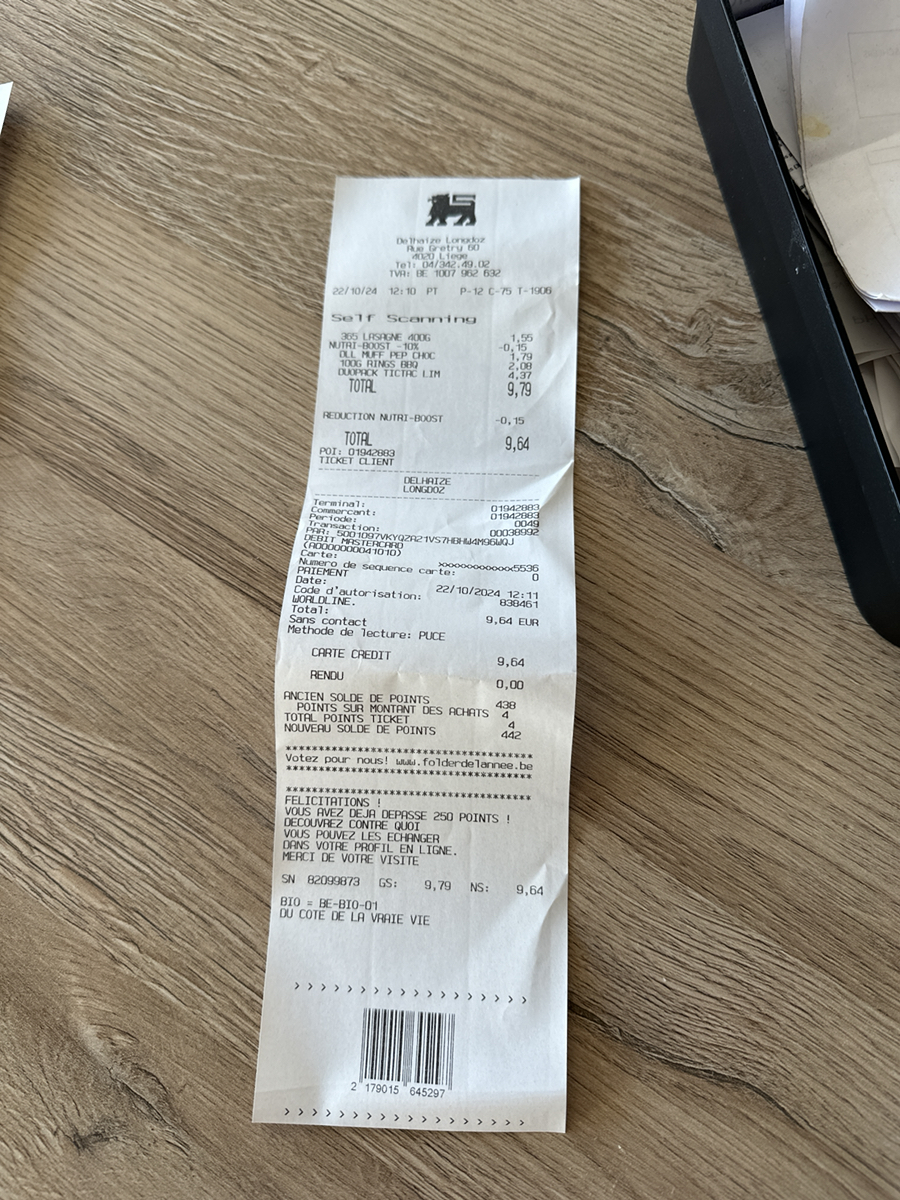 Delhaize Longdoz
Rue Gretry 60
4020 Liege
Tel: 04/342.49.02
TVA: BE 1007 962 632
22/10/24 12:10 PT P-12 C-75 T-1906
Self Scanning
365 LASAGNE 400G 1,55
NUTRI-BOOST -10% -0,15
DLL MUFF PEP CHOC 1,79
100G RINGS BBQ 2,08
DUOPACK TICTAC LIM 4,37
TOTAL 9,79
REDUCTION NUTRI-BOOST -0,15
TOTAL 9,64
POI: 01942883
TICKET CLIENT
DELHAIZE
LONGDOZ
Terminal: 01942883
Commercant: 01942883
Periode: 0049
Transaction: 00038992
PAR: 5001097VKYQZA21VS7HBHW4M96WQJ
DEBIT MASTERCARD
(A0000000041010)
Carte: xxxxxxxxxxxx5536
Numero de sequence carte: 0
PAIEMENT
Date: 22/10/2024 12:11
Code d'autorisation: 838461
WORLDLINE.
Total: 9,64 EUR
Sans contact
Methode de lecture: PUCE
CARTE CREDIT 9,64
RENDU 0,00
ANCIEN SOLDE DE POINTS 438
POINTS SUR MONTANT DES ACHATS 4
TOTAL POINTS TICKET 4
NOUVEAU SOLDE DE POINTS 442
****************************************
Votez pour nous! www.folderdelannee.be
****************************************
****************************************
FELICITATIONS !
VOUS AVEZ DEJA DEPASSE 250 POINTS !
DECOUVREZ CONTRE QUOI
VOUS POUVEZ LES ECHANGER
DANS VOTRE PROFIL EN LIGNE.
MERCI DE VOTRE VISITE
SN 82099873 GS: 9,79 NS: 9,64
BIO = BE-BIO-01
DU COTE DE LA VRAIE VIE
> > > > > > > > > > > > > > > > > >
2 179015 645297
> > > > > > > > > > > > > > > > > >